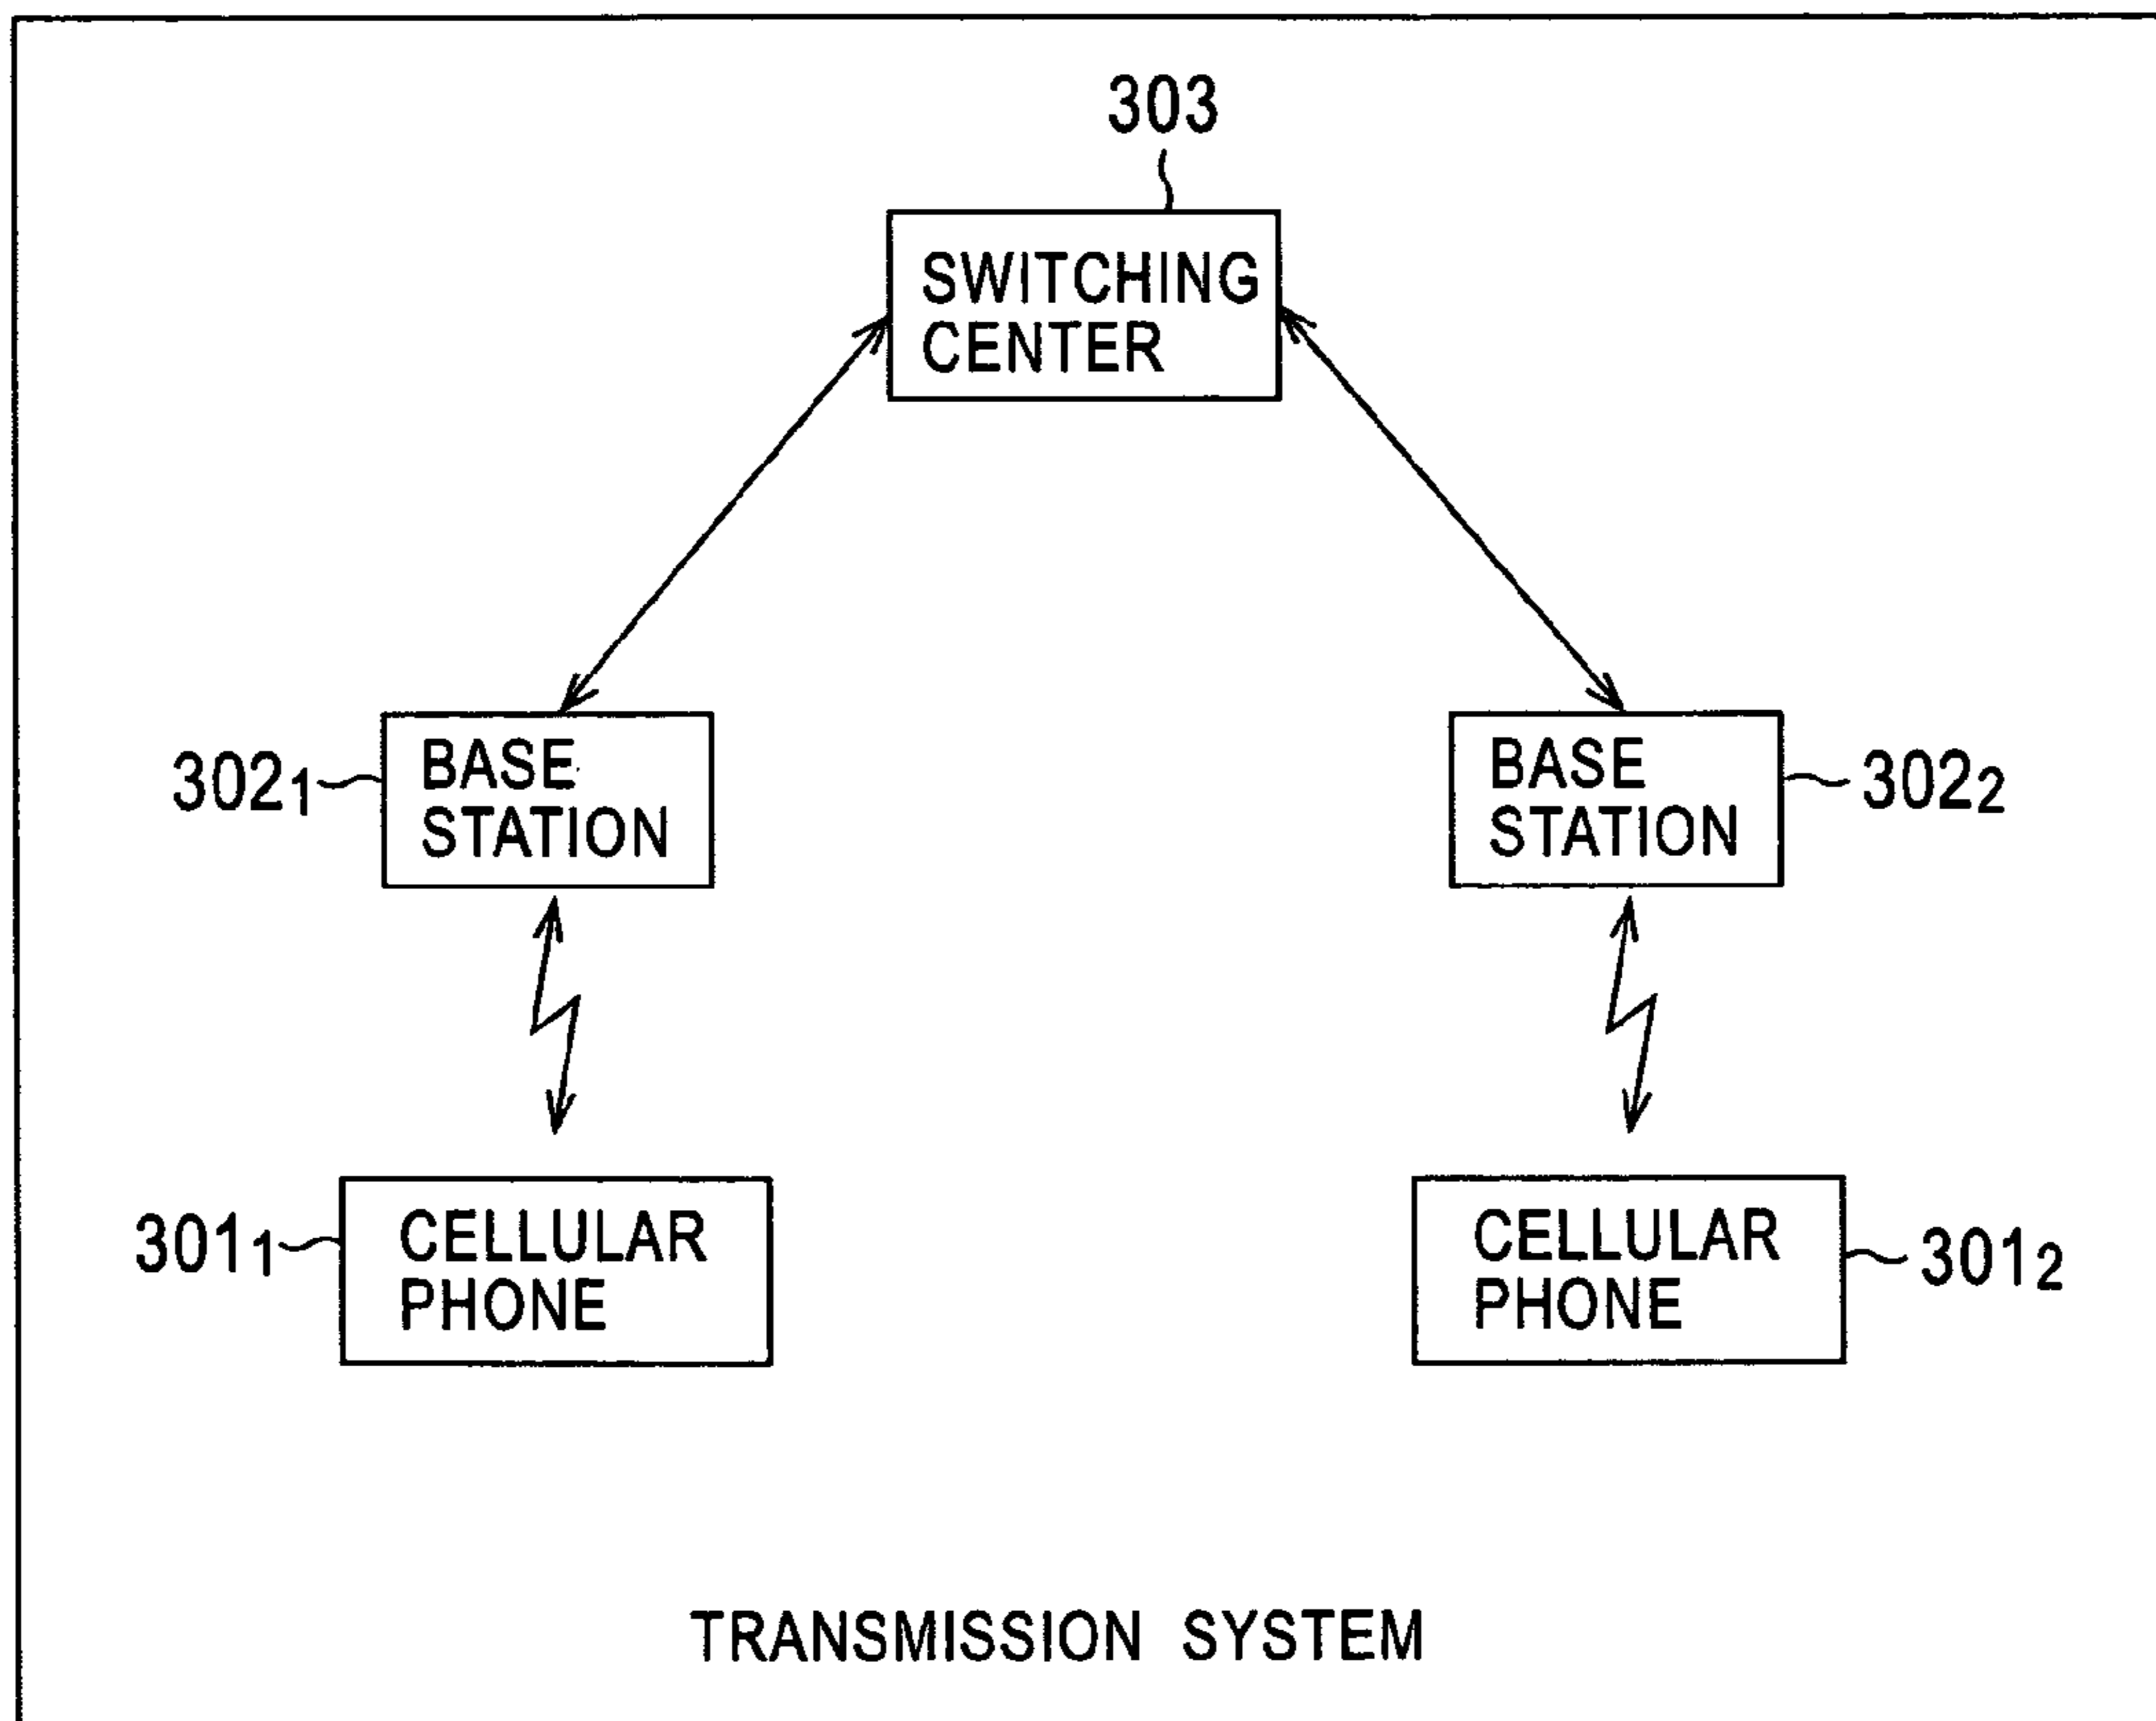 303
SWITCHING
CENTER
302₁
BASE
STATION
BASE
STATION
302₂
301₁
CELLULAR
PHONE
CELLULAR
PHONE
301₂
TRANSMISSION SYSTEM